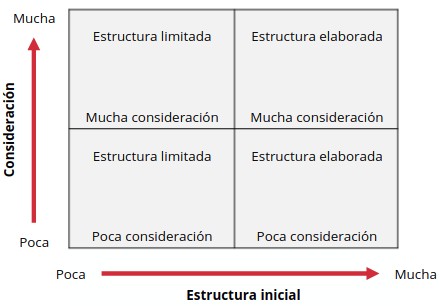 Mucha
Estructura limitada
Estructura elaborada
Mucha consideración
Mucha consideración
Consideración
Estructura limitada
Estructura elaborada
Poca consideración
Poca consideración
Poca
Poca
Mucha
Estructura inicial